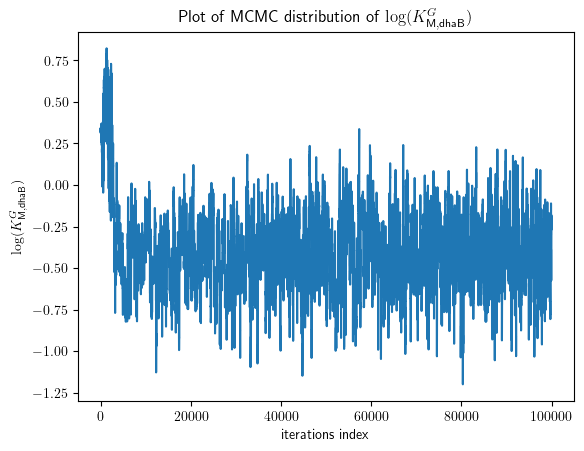 Plot of MCMC distribution of log(K^G_M,dhaB)
log(K^G_M,dhaB)
0.75
0.50
0.25
0.00
−0.25
−0.50
−0.75
−1.00
−1.25
0 20000 40000 60000 80000 100000
iterations index